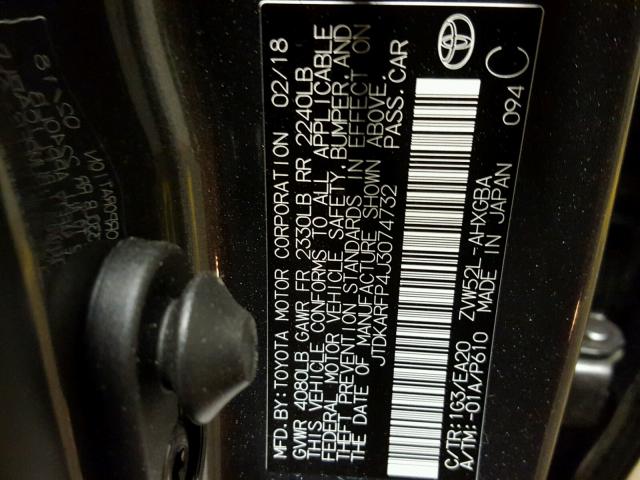 MFD.BY:TOYOTA MOTOR CORPORATION 02/18
GVWR 4080LB GAWR FR 2330LB RR 2240LB
THIS VEHICLE CONFORMS TO ALL APPLICABLE
FEDERAL MOTOR VEHICLE SAFETY, BUMPER, AND
THEFT PREVENTION STANDARDS IN EFFECT ON
THE DATE OF MANUFACTURE SHOWN ABOVE.
JTDKARFP4J3074732 PASS.CAR
C/TR:1G3/EA20 ZVW52L-AHXGBA
A/TM:-01A/P610 MADE IN JAPAN
094 C